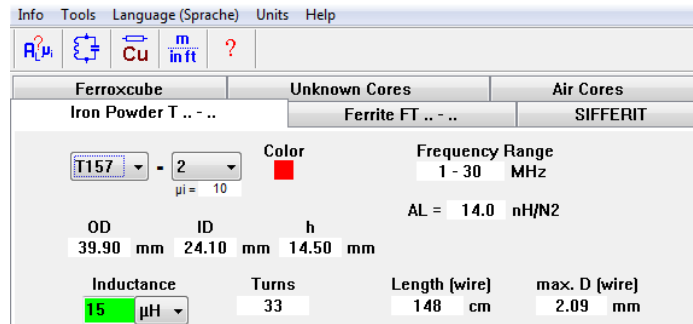 Info Tools Language (Sprache) Units Help
A?L μi Cu m in ft ?
Ferroxcube Unknown Cores Air Cores
Iron Powder T .. - .. Ferrite FT .. - .. SIFFERIT
Color Frequency Range
T157 - 2 1 - 30 MHz
μi = 10
AL = 14.0 nH/N2
OD ID h
39.90 mm 24.10 mm 14.50 mm
Inductance Turns Length (wire) max. D (wire)
15 μH 33 148 cm 2.09 mm